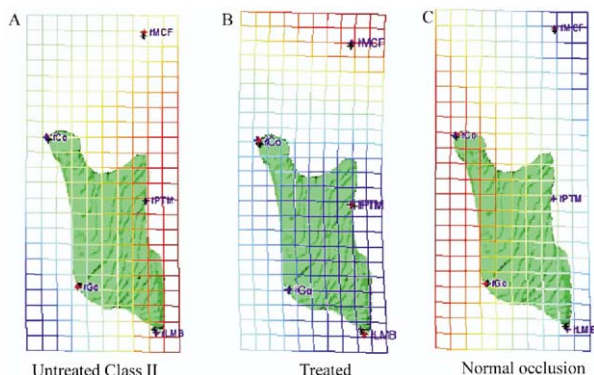 A
B
C
rMCF
rMCF
rMCF
rCo
rCo
rCo
rPTM
rPTM
rPTM
rGo
rGo
rGo
rLMB
rLMB
rLMB
Untreated Class II
Treated
Normal occlusion